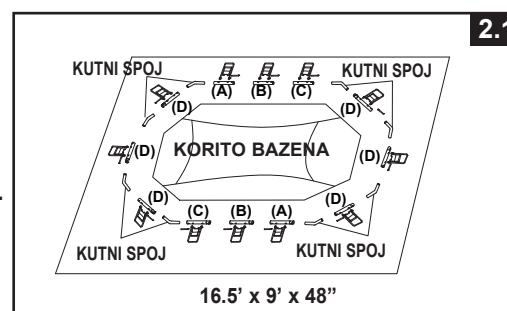 2.1
KUTNI SPOJ KUTNI SPOJ
(A) (B) (C)
(D) (D)
KORITO BAZENA
(D) (D)
(D) (D)
(C) (B) (A)
KUTNI SPOJ KUTNI SPOJ
16.5’ x 9’ x 48”